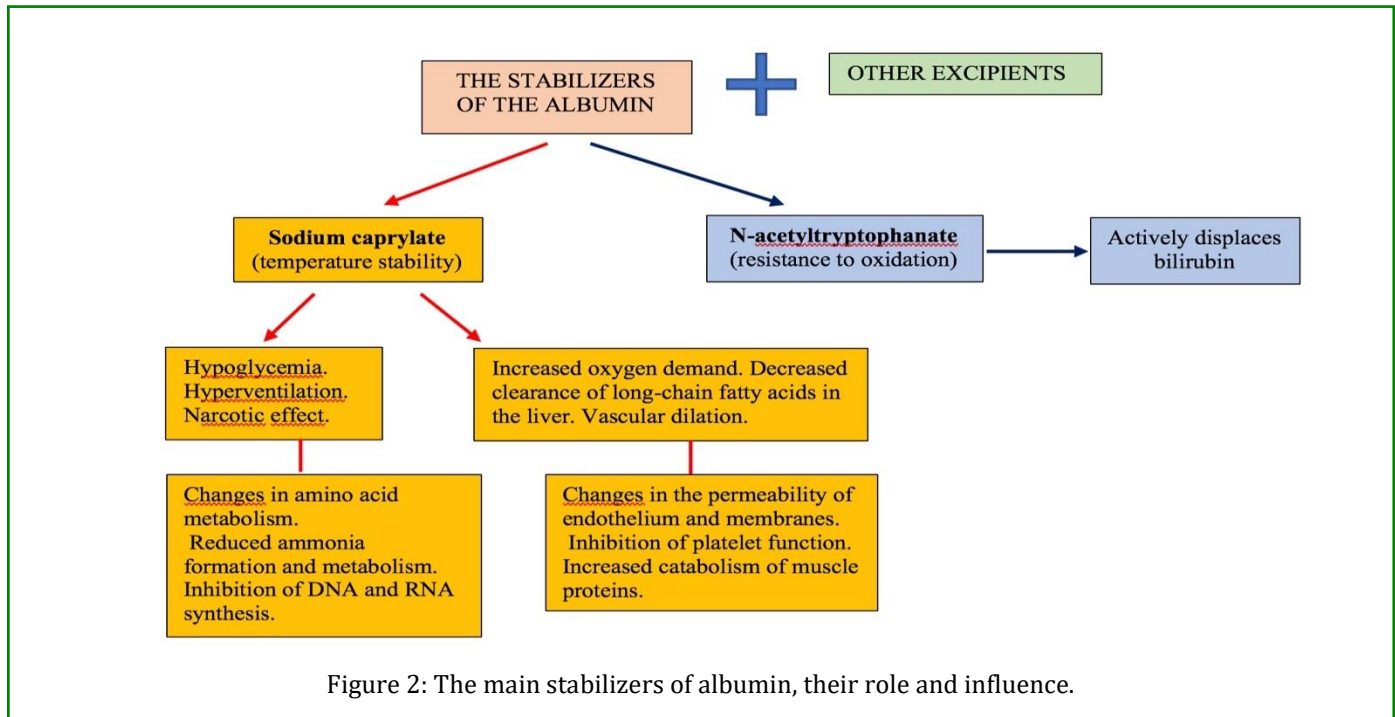 THE STABILIZERS
OF THE ALBUMIN
OTHER EXCIPIENTS
Sodium caprylate
(temperature stability)
N-acetyltryptophanate
(resistance to oxidation)
Actively displaces
bilirubin
Hypoglycemia.
Hyperventilation.
Narcotic effect.
Increased oxygen demand. Decreased
clearance of long-chain fatty acids in
the liver. Vascular dilation.
Changes in amino acid
metabolism.
Reduced ammonia
formation and metabolism.
Inhibition of DNA and RNA
synthesis.
Changes in the permeability of
endothelium and membranes.
Inhibition of platelet function.
Increased catabolism of muscle
proteins.
Figure 2: The main stabilizers of albumin, their role and influence.